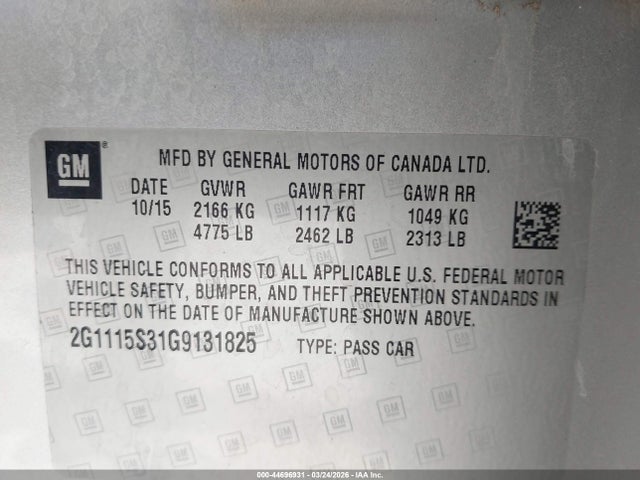 GM ®
MFD BY GENERAL MOTORS OF CANADA LTD.
DATE GVWR GAWR FRT GAWR RR
10/15 2166 KG 1117 KG 1049 KG
4775 LB 2462 LB 2313 LB
THIS VEHICLE CONFORMS TO ALL APPLICABLE U.S. FEDERAL MOTOR
VEHICLE SAFETY, BUMPER, AND THEFT PREVENTION STANDARDS IN
EFFECT ON THE DATE OF MANUFACTURE SHOWN ABOVE.
2G1115S31G9131825 TYPE: PASS CAR
000-44696931 - 03/24/2026 - COPART